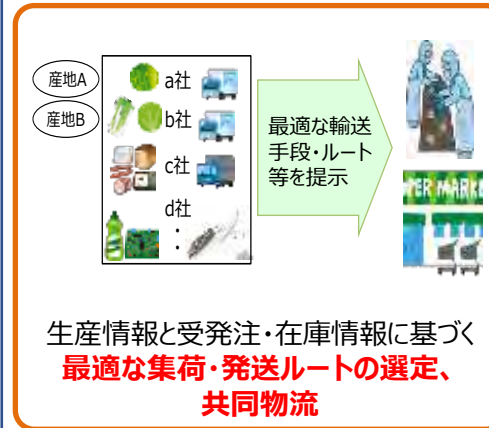 産地A
産地B
a社
b社
c社
d社
:
最適な輸送
手段・ルート
等を提示
PER MARKE
生産情報と受発注・在庫情報に基づく
最適な集荷・発送ルートの選定、
共同物流